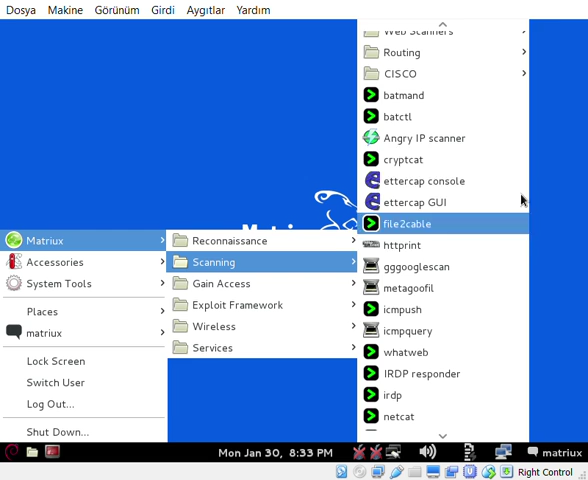 Dosya Makine Görünüm Girdi Aygıtlar Yardım
Web Scanners
Routing
CISCO
batmand
batctl
Angry IP scanner
cryptcat
ettercap console
ettercap GUI
file2cable
httprint
gggooglescan
metagoofil
icmpush
icmpquery
whatweb
IRDP responder
irdp
netcat
Matriux
Accessories
System Tools
Places
matriux
Lock Screen
Switch User
Log Out...
Shut Down...
Reconnaissance
Scanning
Gain Access
Exploit Framework
Wireless
Services
Mon Jan 30, 8:33 PM
matriux
Right Control